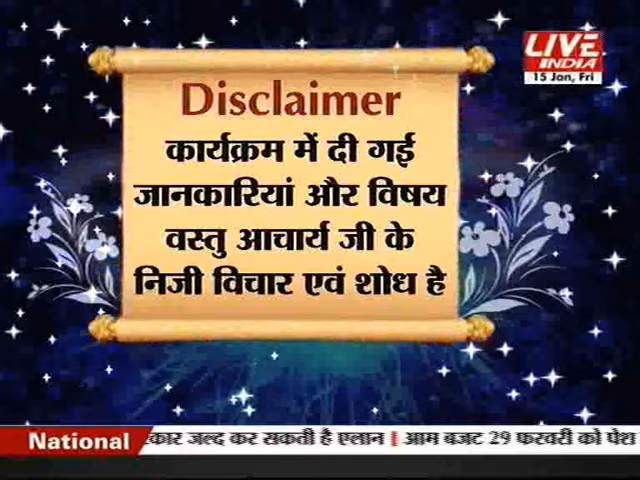 LIVE
INDIA
15 Jan, Fri
Disclaimer
कार्यक्रम में दी गई
जानकारियां और विषय
वस्तु आचार्य जी के
निजी विचार एवं शोध है
National
जल्द कर सकती है एलान | आम बजट 29 फरवरी को पेश